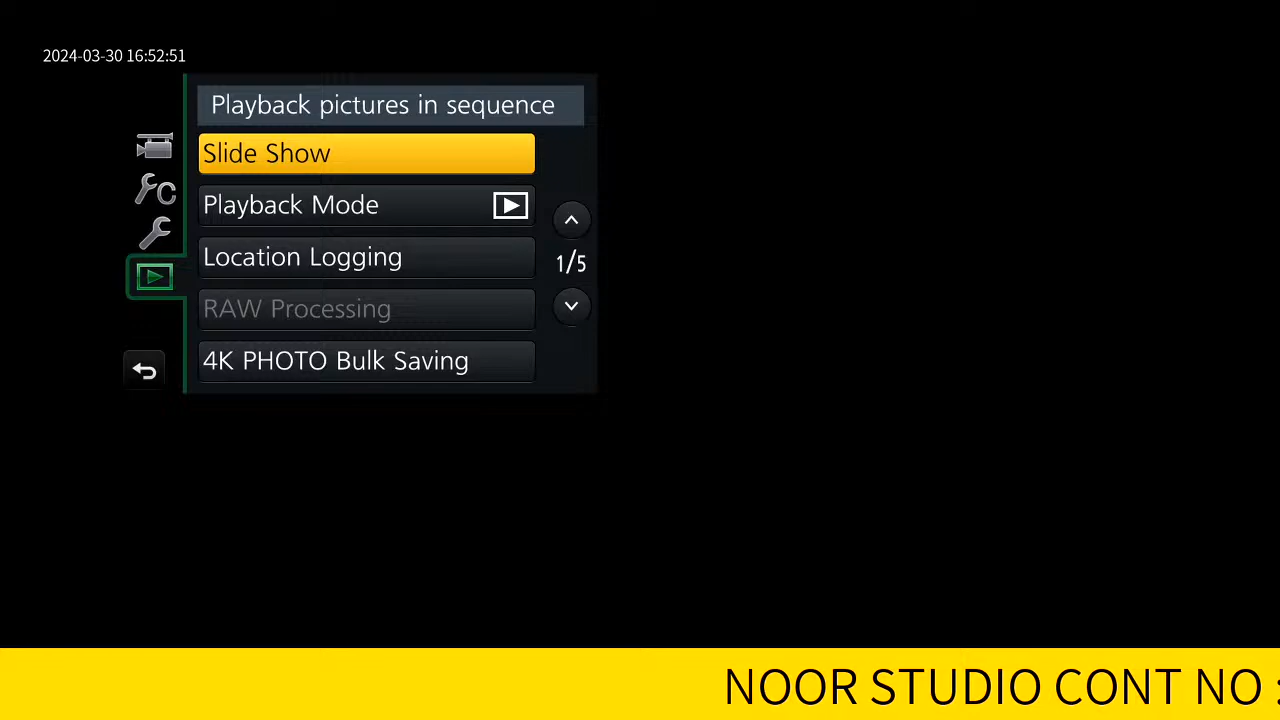 2024-03-30 16:52:51
Playback pictures in sequence
Slide Show
Playback Mode
Location Logging
1/5
RAW Processing
4K PHOTO Bulk Saving
NOOR STUDIO CONT NO :